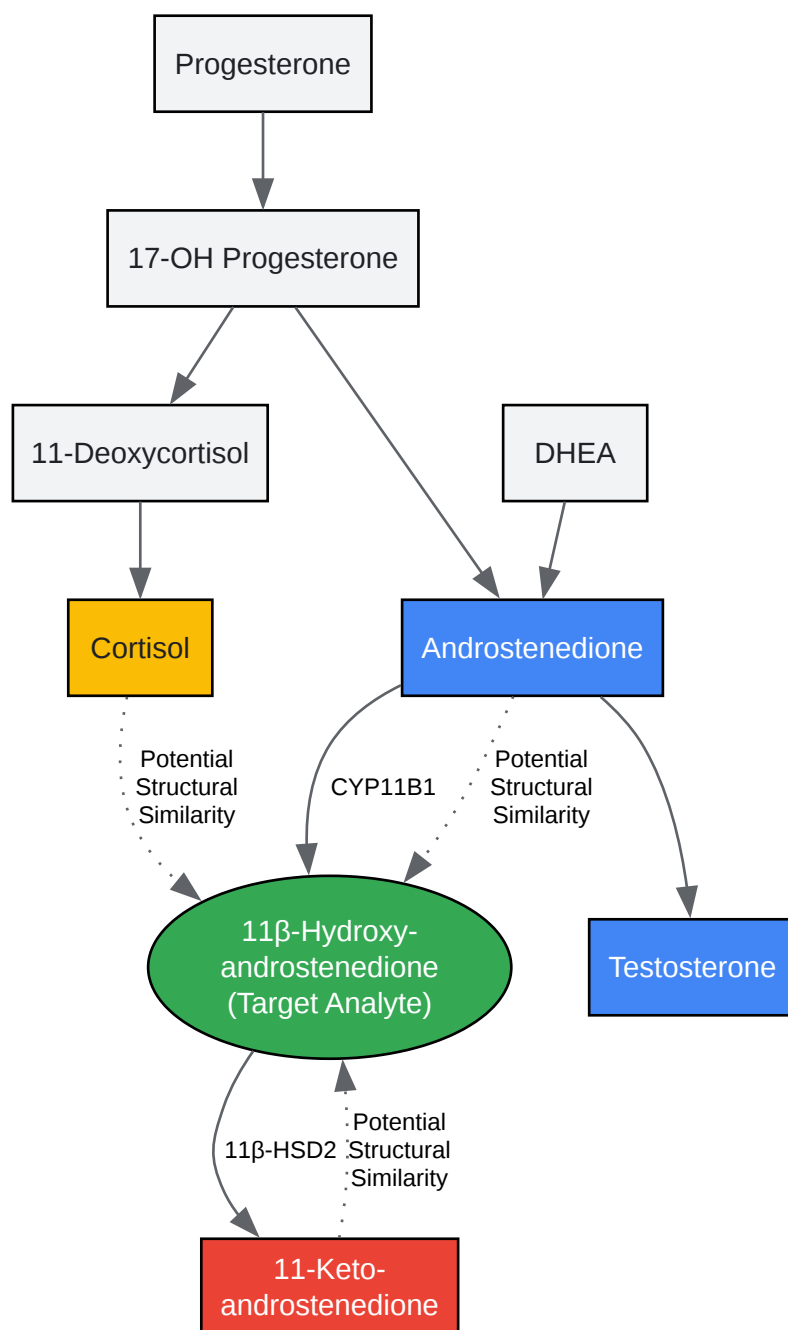 Progesterone
17-OH Progesterone
11-Deoxycortisol
DHEA
Cortisol
Androstenedione
Potential
Structural
Similarity
CYP11B1
Potential
Structural
Similarity
11β-Hydroxy-
androstenedione
(Target Analyte)
Testosterone
11β-HSD2
Potential
Structural
Similarity
11-Keto-
androstenedione